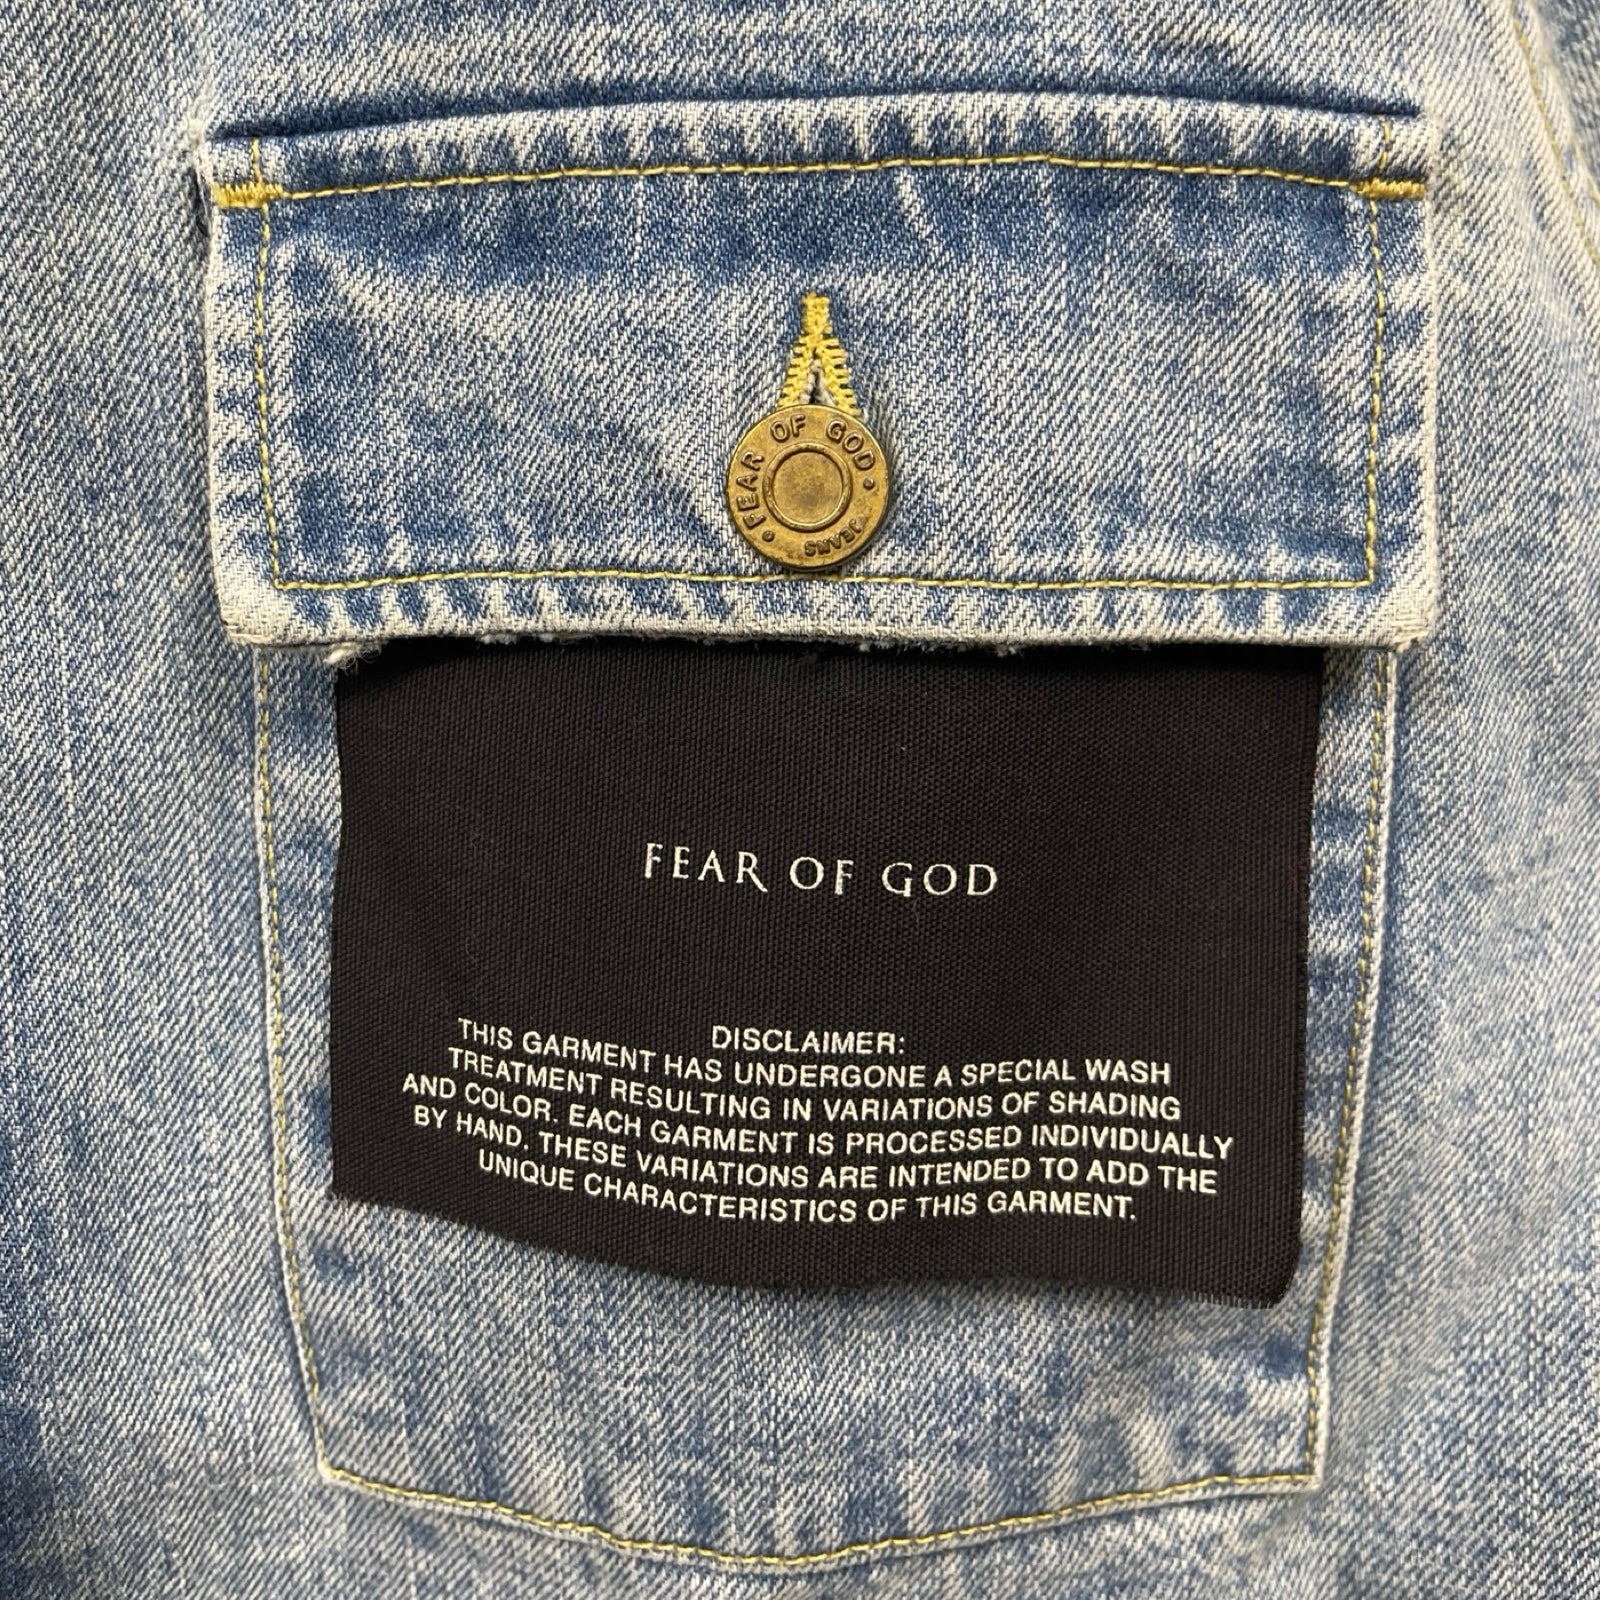 FEAR OF GOD
JEANS
FEAR OF GOD
DISCLAIMER:
THIS GARMENT HAS UNDERGONE A SPECIAL WASH
TREATMENT RESULTING IN VARIATIONS OF SHADING
AND COLOR. EACH GARMENT IS PROCESSED INDIVIDUALLY
BY HAND. THESE VARIATIONS ARE INTENDED TO ADD THE
UNIQUE CHARACTERISTICS OF THIS GARMENT.